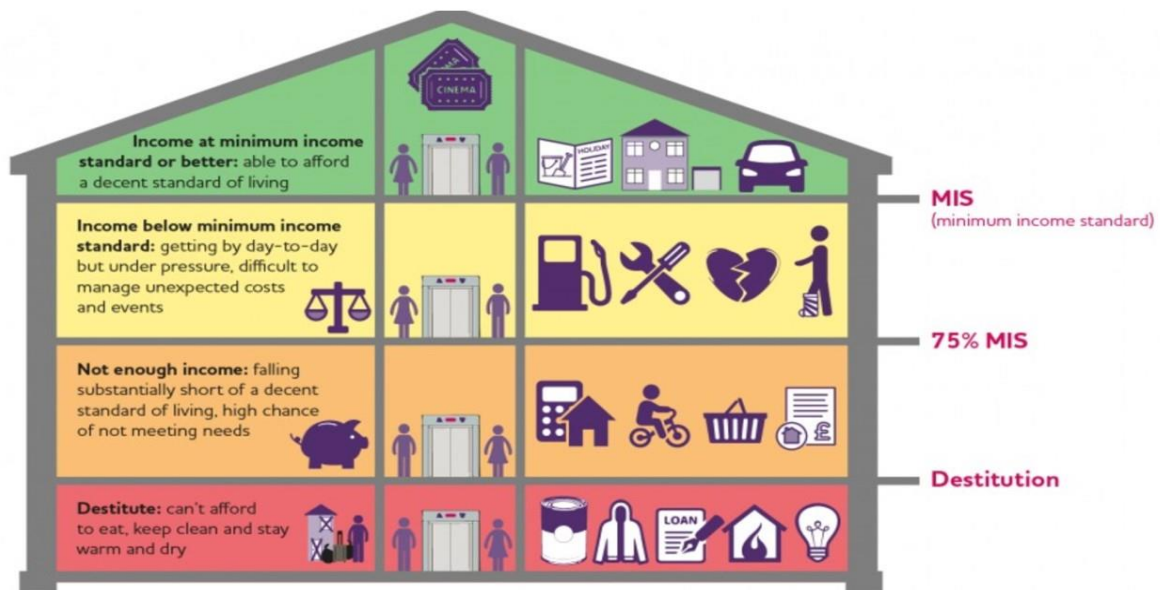 MA
CINEMA
Income at minimum income
standard or better: able to afford
a decent standard of living
HOLIDAY
MIS
(minimum income standard)
Income below minimum income
standard: getting by day-to-day
but under pressure, difficult to
manage unexpected costs
and events
75% MIS
Not enough income: falling
substantially short of a decent
standard of living, high chance
of not meeting needs
£
Destitution
Destitute: can't afford
to eat, keep clean and stay
warm and dry
LOAN